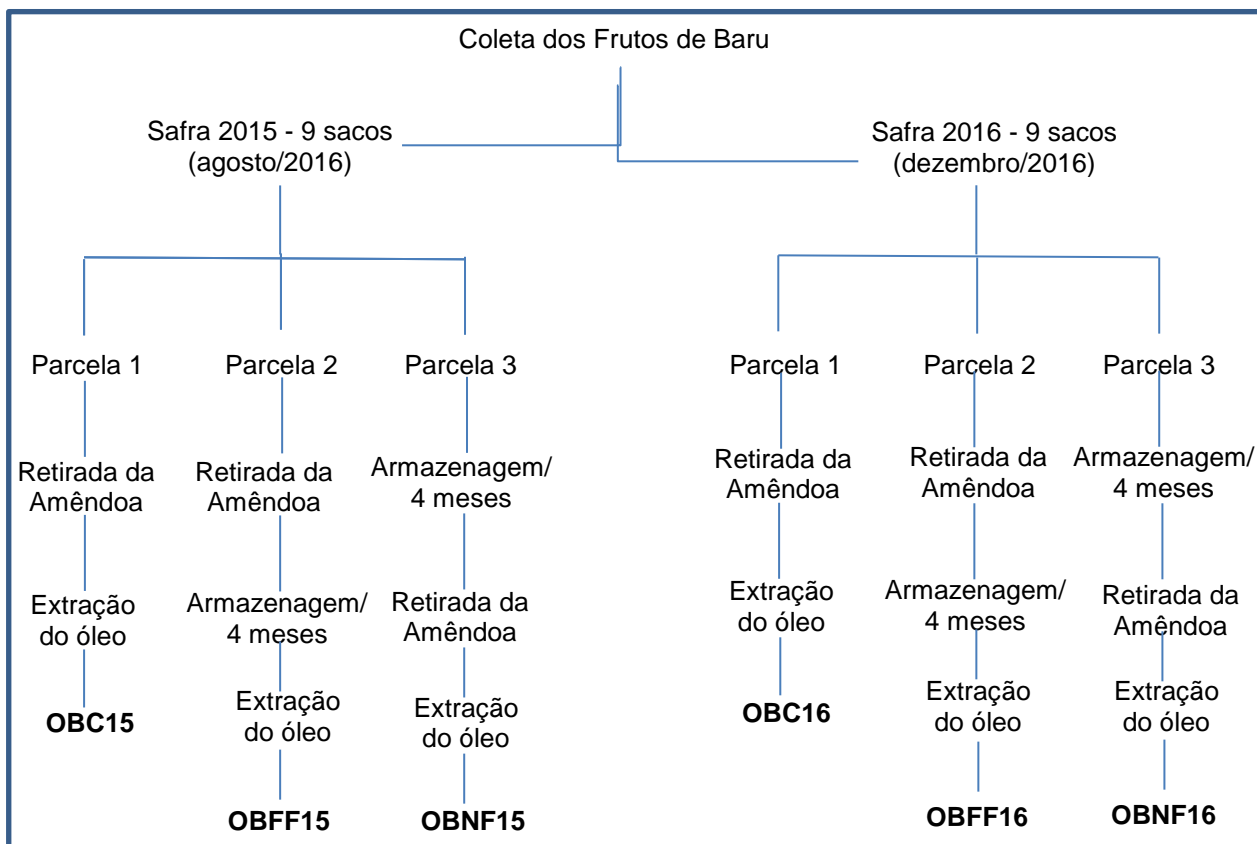 Coleta dos Frutos de Baru
Safra 2015 - 9 sacos
(agosto/2016)
Safra 2016 - 9 sacos
(dezembro/2016)
Parcela 1
Parcela 2
Parcela 3
Parcela 1
Parcela 2
Parcela 3
Retirada da
Amêndoa
Retirada da
Amêndoa
Armazenagem/
4 meses
Retirada da
Amêndoa
Retirada da
Amêndoa
Armazenagem/
4 meses
Extração
do óleo
Armazenagem/
4 meses
Retirada da
Amêndoa
Extração
do óleo
Armazenagem/
4 meses
Retirada da
Amêndoa
OBC15
Extração
do óleo
Extração
do óleo
OBC16
Extração
do óleo
Extração
do óleo
OBFF15
OBNF15
OBFF16
OBNF16